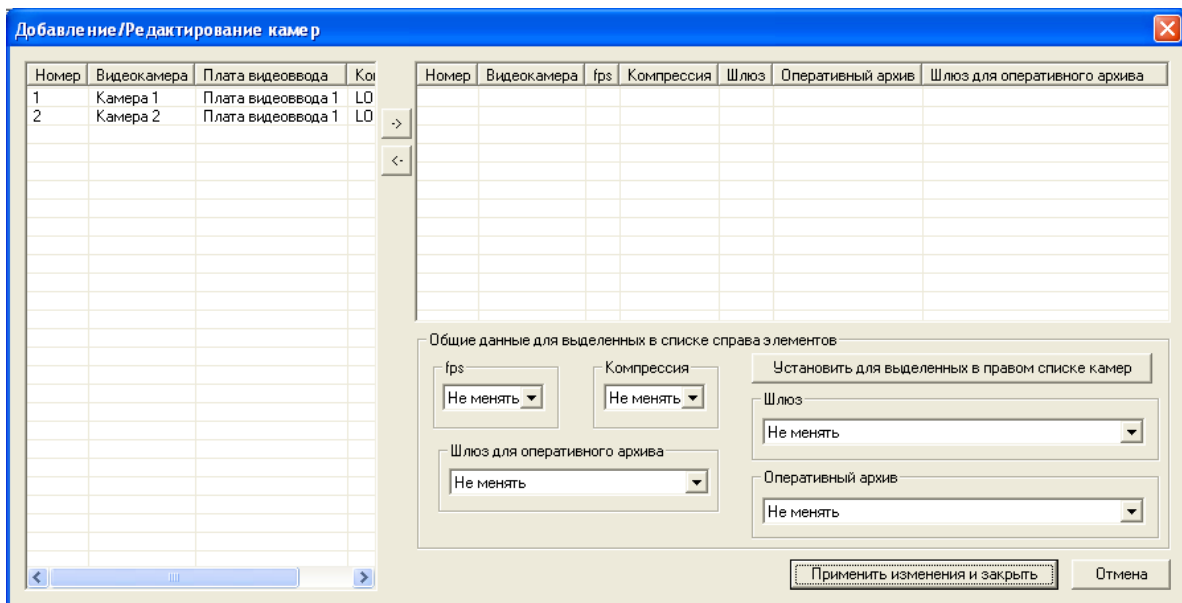 Добавление/Редактирование камер
Номер Видеокамера Плата видеоввода Ко
1 Камера 1 Плата видеоввода 1 LO
2 Камера 2 Плата видеоввода 1 LO
->
<-
Номер Видеокамера fps Компрессия Шлюз Оперативный архив Шлюз для оперативного архива
Общие данные для выделенных в списке справа элементов
fps
Не менять
Компрессия
Не менять
Установить для выделенных в правом списке камер
Шлюз
Не менять
Шлюз для оперативного архива
Не менять
Оперативный архив
Не менять
Применить изменения и закрыть Отмена